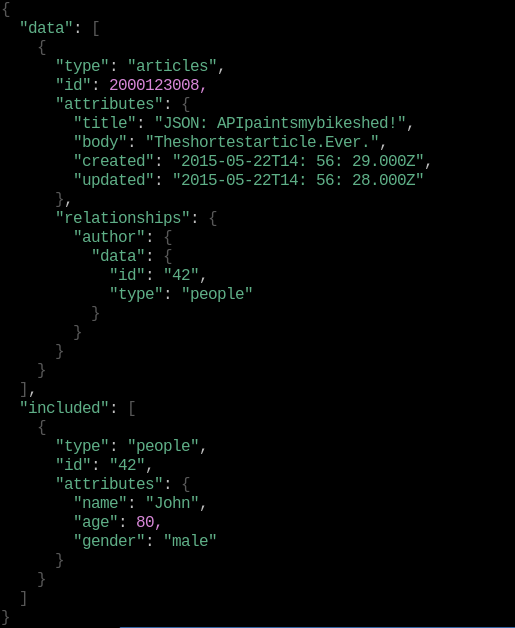 {
  "data": [
    {
      "type": "articles",
      "id": 2000123008,
      "attributes": {
        "title": "JSON: APIpaintsmybikeshed!",
        "body": "Theshortestarticle.Ever.",
        "created": "2015-05-22T14: 56: 29.000Z",
        "updated": "2015-05-22T14: 56: 28.000Z"
      },
      "relationships": {
        "author": {
          "data": {
            "id": "42",
            "type": "people"
          }
        }
      }
    }
  ],
  "included": [
    {
      "type": "people",
      "id": "42",
      "attributes": {
        "name": "John",
        "age": 80,
        "gender": "male"
      }
    }
  ]
}